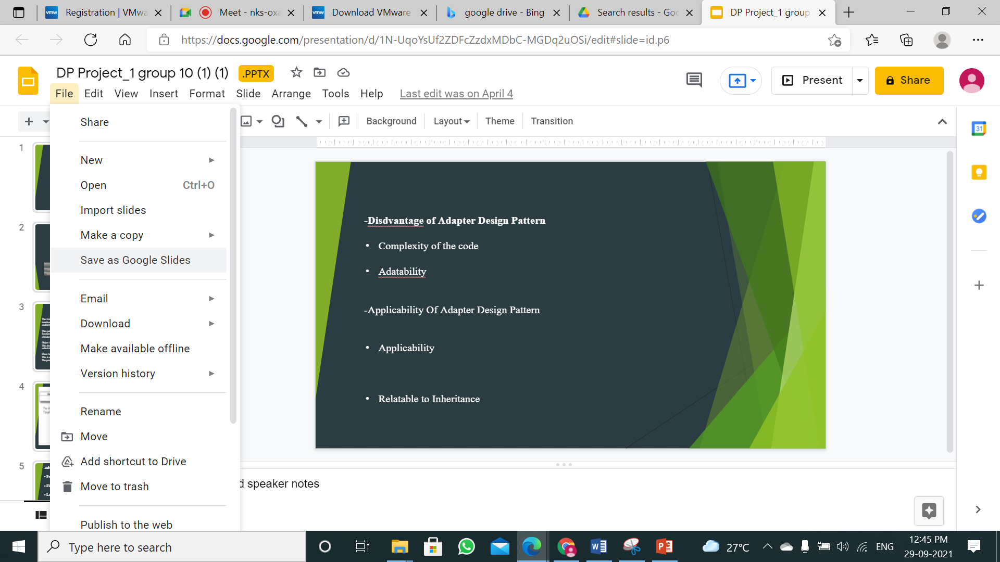 Registration | VMwa
Meet - nks-oxa
Download VMware
google drive - Bing
Search results - Goo
DP Project_1 group
https://docs.google.com/presentation/d/1N-UqoYsUf2ZDFcZzdxMDbC-MGDq2uOSi/edit#slide=id.p6
DP Project_1 group 10 (1) (1) .PPTX
File Edit View Insert Format Slide Arrange Tools Help Last edit was on April 4
Present
Share
Background Layout Theme Transition
Share
New
Open Ctrl+O
Import slides
Make a copy
Save as Google Slides
Email
Download
Make available offline
Version history
Rename
Move
Add shortcut to Drive
Move to trash
Publish to the web
1
2
3
4
5
-Disdvantage of Adapter Design Pattern
• Complexity of the code
• Adatability
-Applicability Of Adapter Design Pattern
• Applicability
• Relatable to Inheritance
d speaker notes
31
Type here to search
27°C
ENG
12:45 PM
29-09-2021